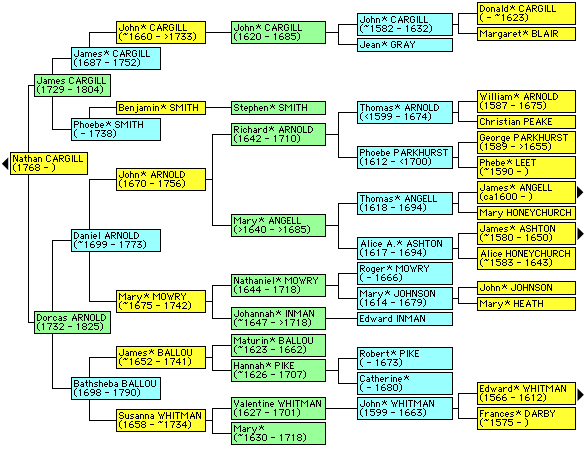 Donald* CARGILL
( - ~1623)
John* CARGILL
(~1582 - 1632)
Margaret* BLAIR
John* CARGILL
(~1660 - >1733)
John* CARGILL
(1620 - 1685)
Jean* GRAY
James* CARGILL
(1687 - 1752)
James CARGILL
(1729 - 1804)
Benjamin* SMITH
Stephen* SMITH
Phoebe* SMITH
( - 1738)
William* ARNOLD
(1587 - 1675)
Thomas* ARNOLD
(<1599 - 1674)
Christian PEAKE
Richard* ARNOLD
(1642 - 1710)
George PARKHURST
(1589 - >1655)
Phoebe PARKHURST
(1612 - <1700)
Phebe* LEET
(~1590 - )
Nathan CARGILL
(1768 - )
John* ARNOLD
(1670 - 1756)
James* ANGELL
(ca1600 - )
Thomas* ANGELL
(1618 - 1694)
Mary HONEYCHURCH
Mary* ANGELL
(>1640 - >1685)
James* ASHTON
(~1580 - 1650)
Alice A.* ASHTON
(1617 - 1694)
Alice HONEYCHURCH
(~1583 - 1643)
Daniel ARNOLD
(~1699 - 1773)
Roger* MOWRY
( - 1666)
Nathaniel* MOWRY
(1644 - 1718)
John* JOHNSON
Mary* JOHNSON
(1614 - 1679)
Mary* HEATH
Mary* MOWRY
(~1675 - 1742)
Johannah* INMAN
(~1647 - >1718)
Edward INMAN
Dorcas ARNOLD
(1732 - 1825)
Maturin* BALLOU
(~1623 - 1662)
James* BALLOU
(~1652 - 1741)
Robert* PIKE
( - 1673)
Hannah* PIKE
(~1626 - 1707)
Catherine*
( - 1680)
Bathsheba BALLOU
(1698 - 1790)
Edward* WHITMAN
(1566 - 1612)
Valentine WHITMAN
(1627 - 1701)
John* WHITMAN
(1599 - 1663)
Susanna WHITMAN
(1658 - ~1734)
Frances* DARBY
(~1575 - )
Mary*
(~1630 - 1718)